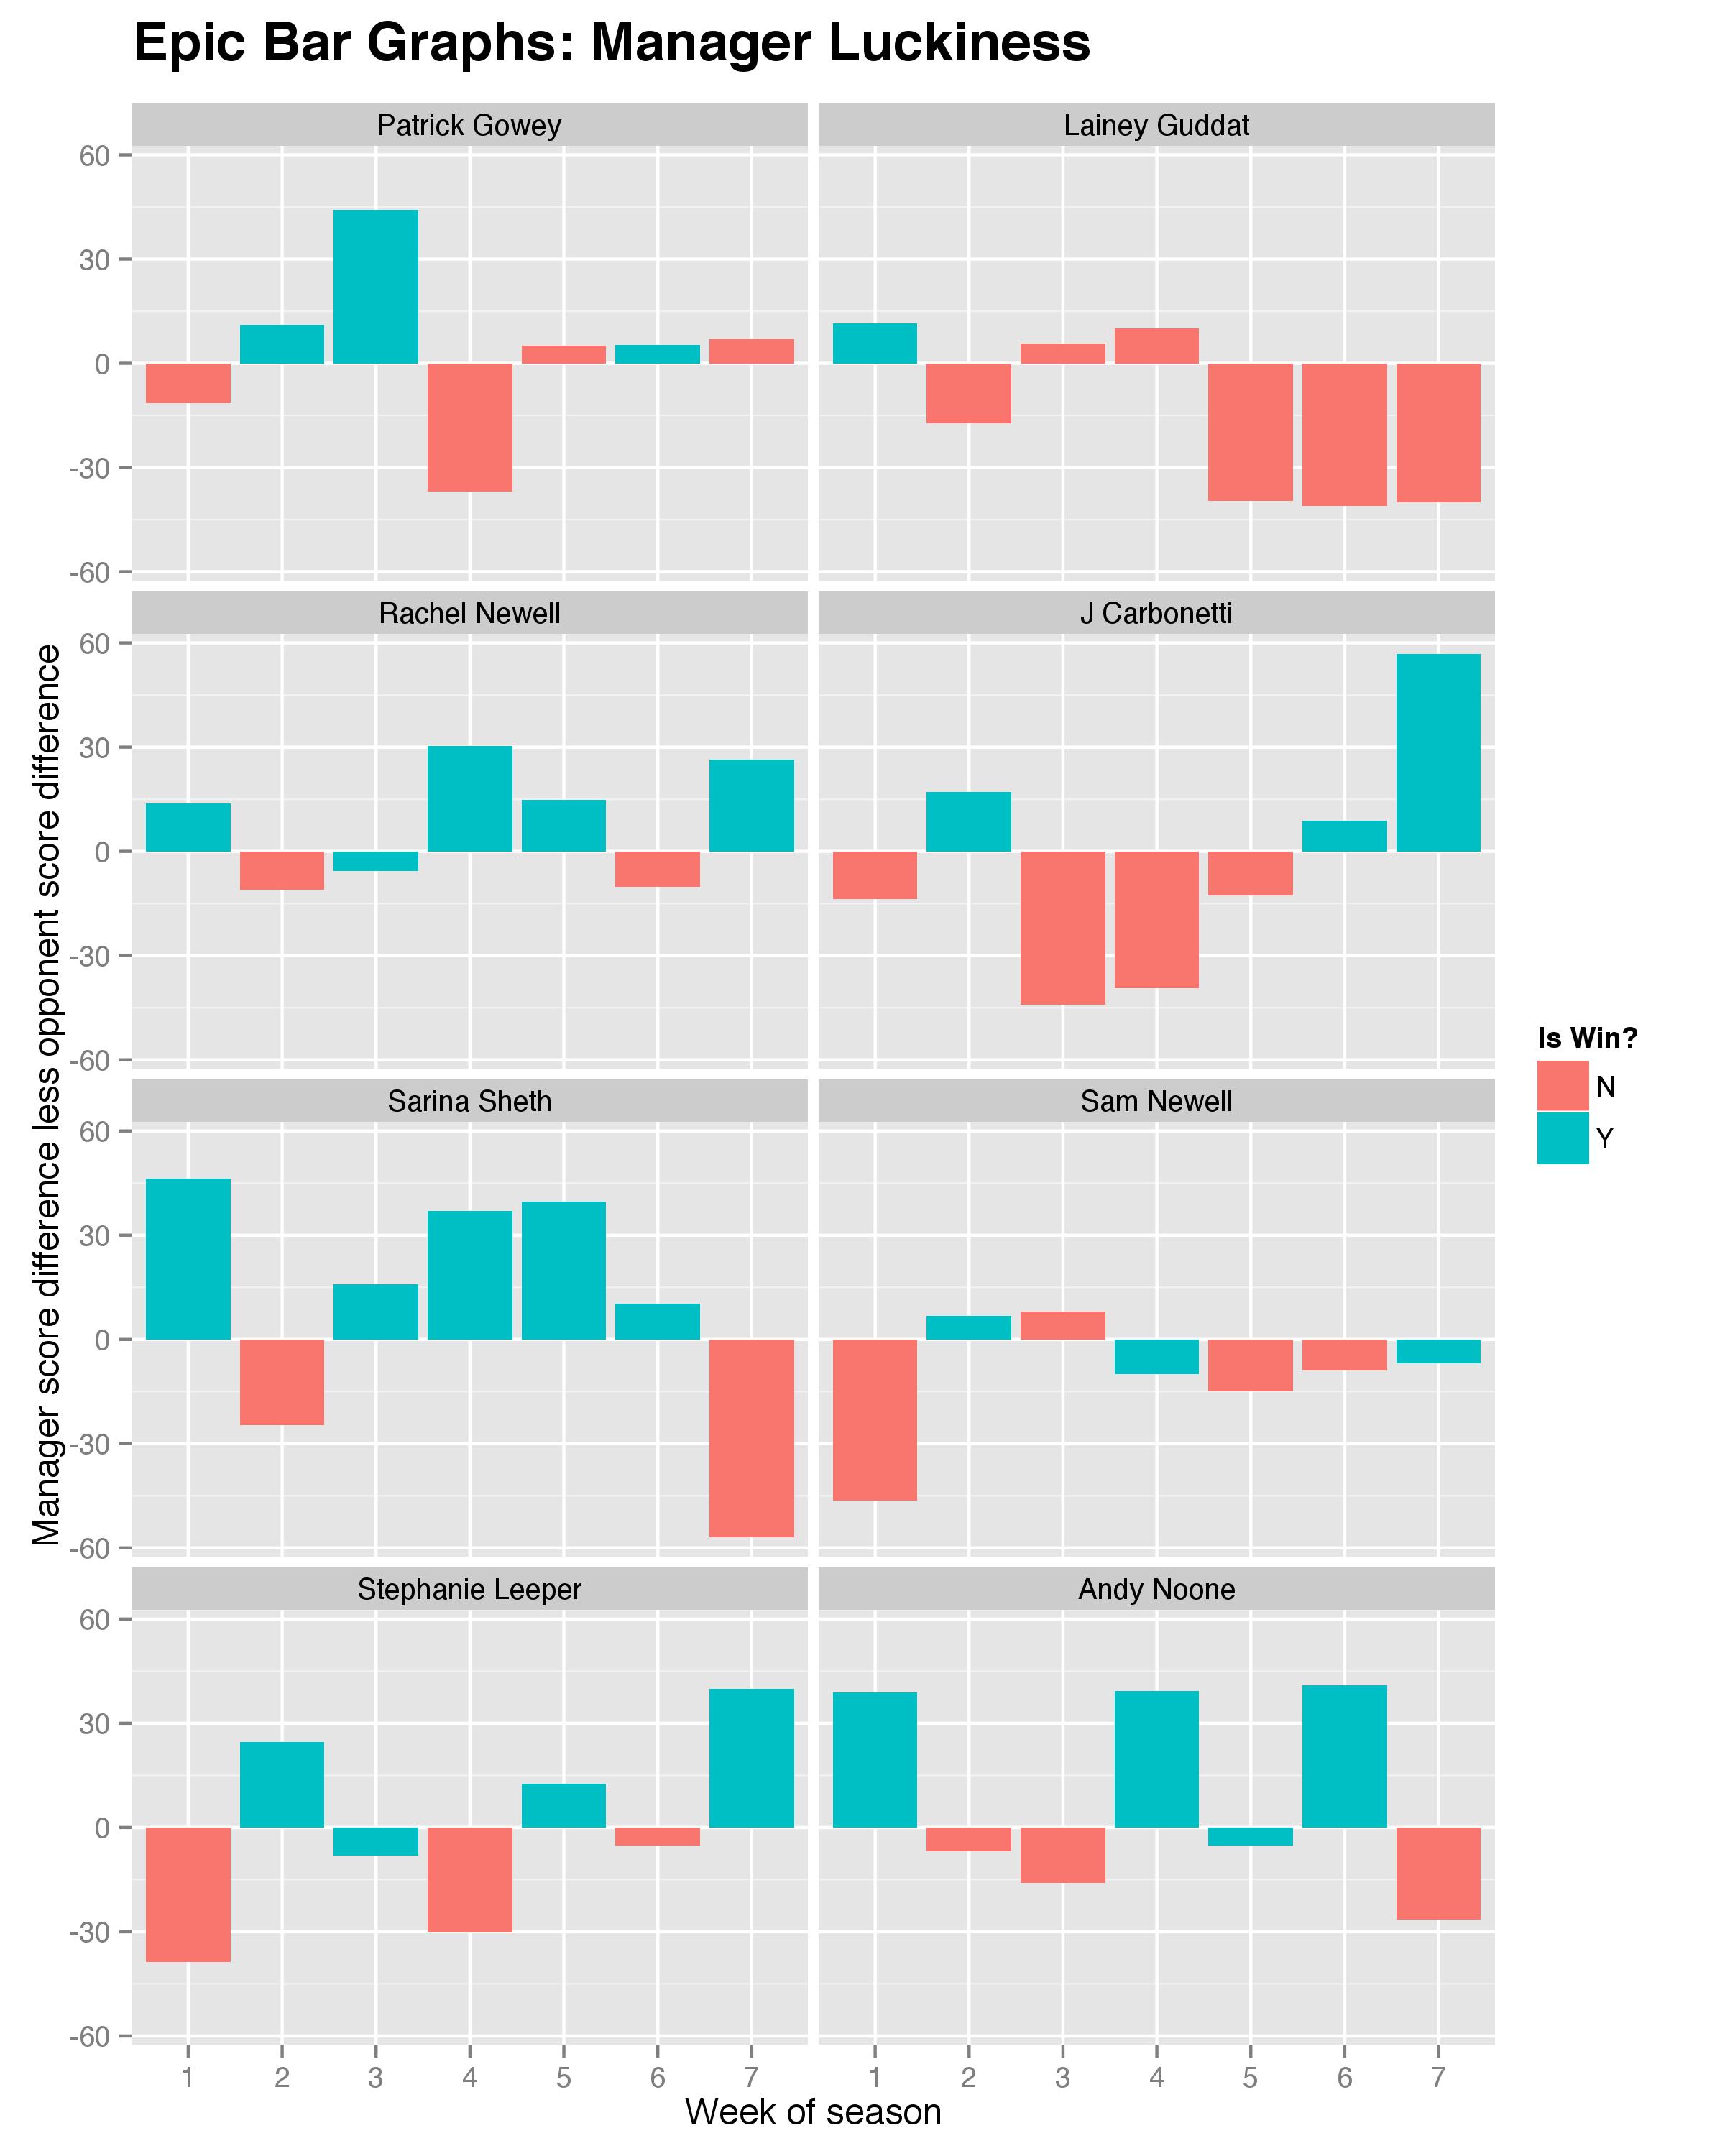 Epic Bar Graphs: Manager Luckiness
Patrick Gowey
Lainey Guddat
60
30
0
-30
-60
Rachel Newell
J Carbonetti
60
30
0
-30
-60
Sarina Sheth
Sam Newell
60
30
0
-30
-60
Stephanie Leeper
Andy Noone
60
30
0
-30
-60
1 2 3 4 5 6 7
1 2 3 4 5 6 7
Week of season
Manager score difference less opponent score difference
Is Win?
N
Y